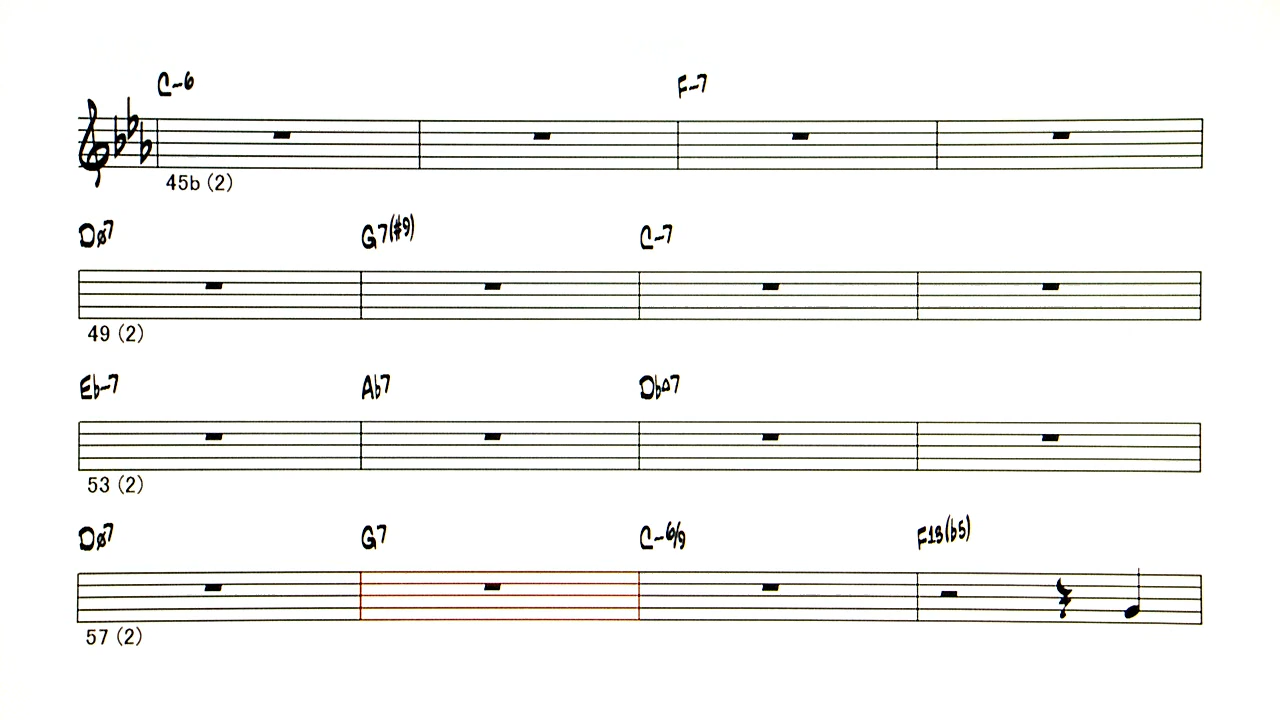 C-6 F-7
45b (2)
Dø7 G7(#9) C-7
49 (2)
Eb-7 Ab7 Db△7
53 (2)
Dø7 G7 C-6/9 F13(b5)
57 (2)